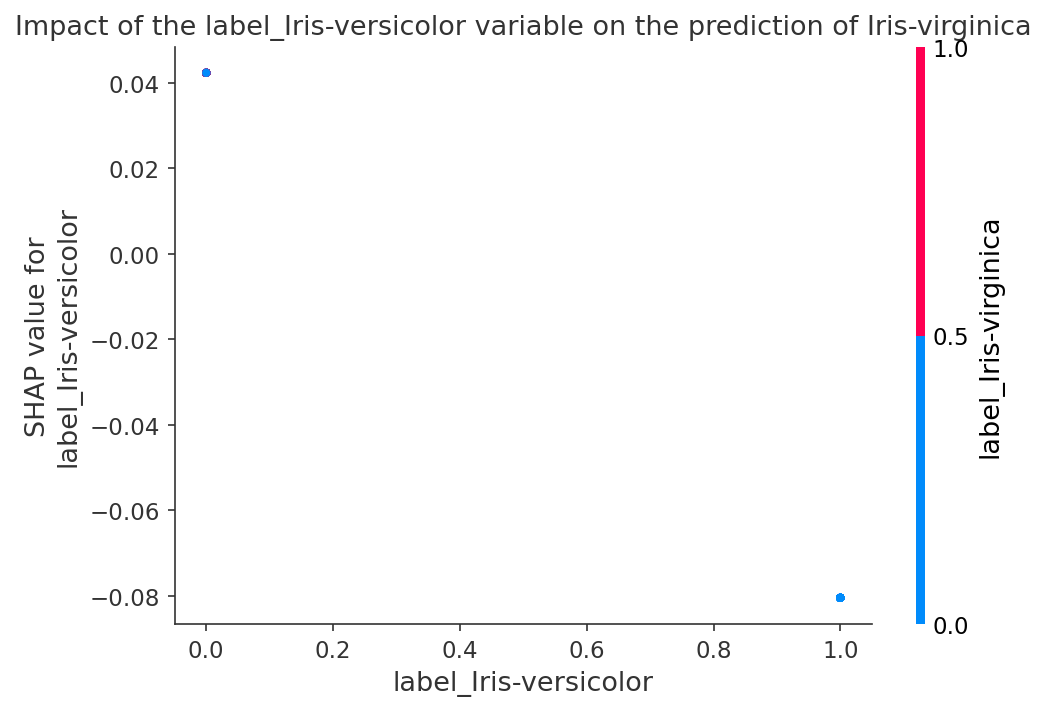 Impact of the label_Iris-versicolor variable on the prediction of Iris-virginica
SHAP value for
label_Iris-versicolor
0.04
0.02
0.00
−0.02
−0.04
−0.06
−0.08
0.0 0.2 0.4 0.6 0.8 1.0
label_Iris-versicolor
1.0
0.5
0.0
label_Iris-virginica